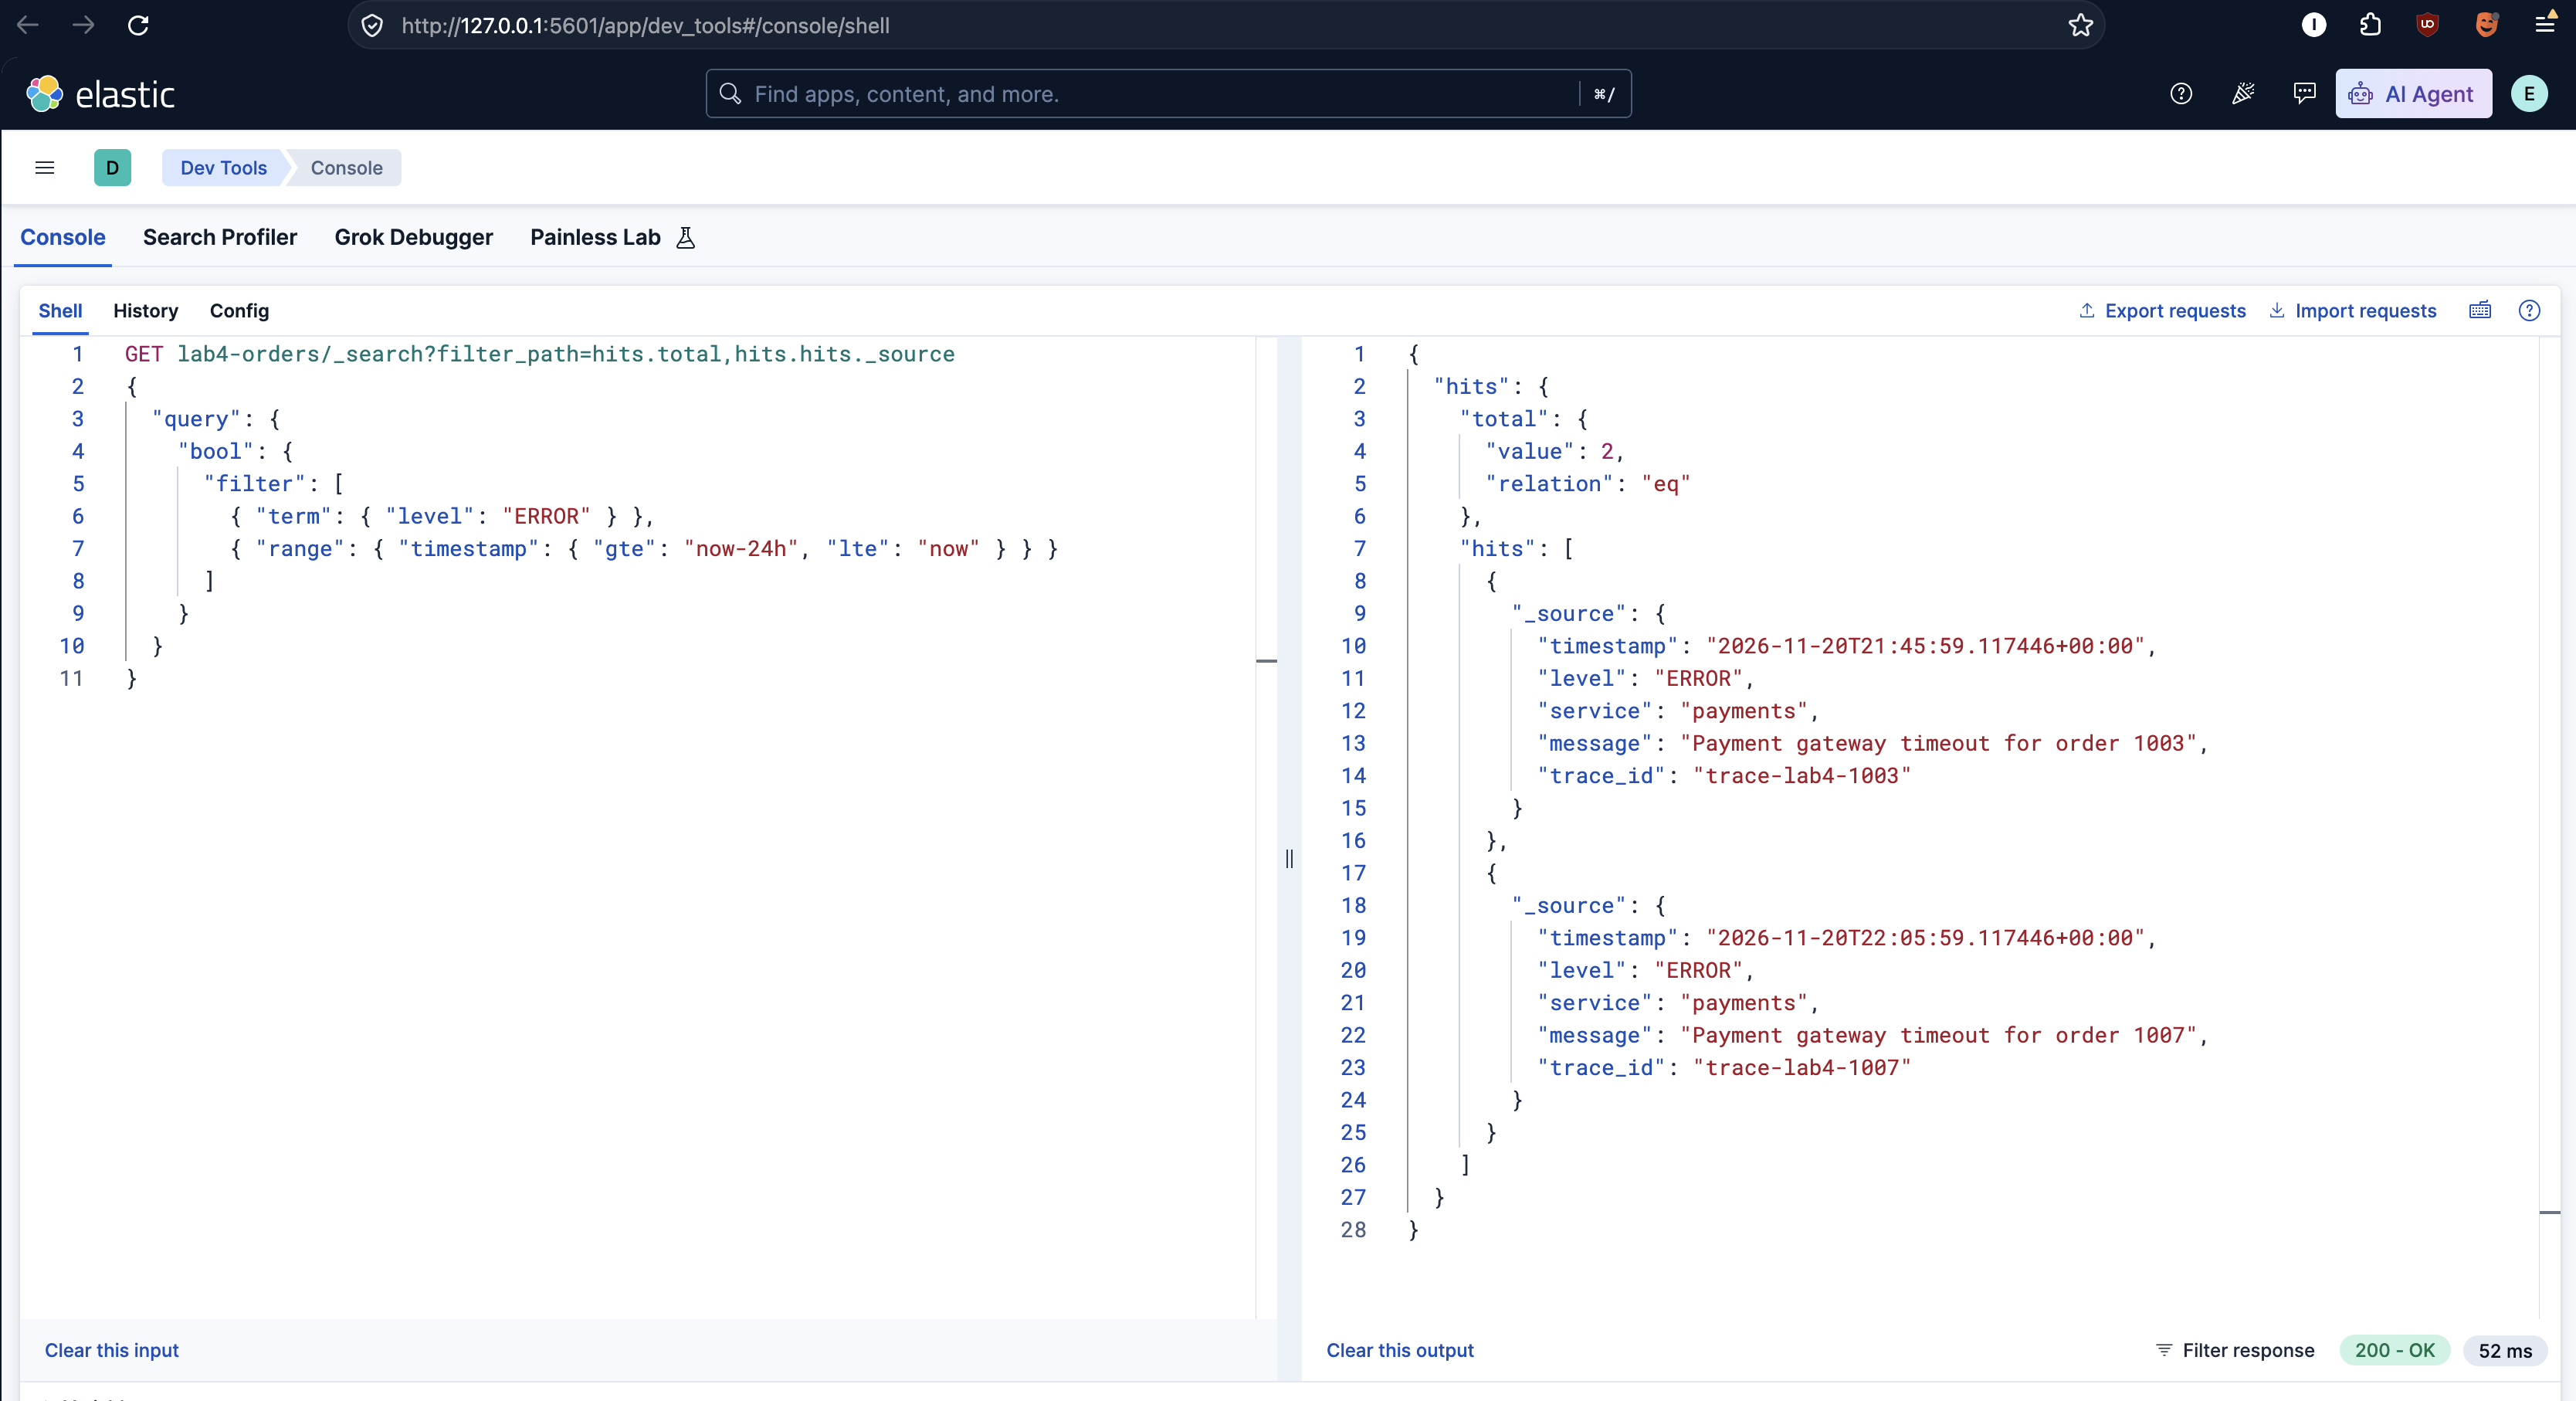 http://127.0.0.1:5601/app/dev_tools#/console/shell
elastic
Find apps, content, and more.
⌘/
AI Agent
E
D
Dev Tools
Console
Console
Search Profiler
Grok Debugger
Painless Lab
Shell
History
Config
Export requests
Import requests
1 GET lab4-orders/_search?filter_path=hits.total,hits.hits._source
2 {
3 "query": {
4 "bool": {
5 "filter": [
6 { "term": { "level": "ERROR" } },
7 { "range": { "timestamp": { "gte": "now-24h", "lte": "now" } } }
8 ]
9 }
10 }
11 }
1 {
2 "hits": {
3 "total": {
4 "value": 2,
5 "relation": "eq"
6 },
7 "hits": [
8 {
9 "_source": {
10 "timestamp": "2026-11-20T21:45:59.117446+00:00",
11 "level": "ERROR",
12 "service": "payments",
13 "message": "Payment gateway timeout for order 1003",
14 "trace_id": "trace-lab4-1003"
15 }
16 },
17 {
18 "_source": {
19 "timestamp": "2026-11-20T22:05:59.117446+00:00",
20 "level": "ERROR",
21 "service": "payments",
22 "message": "Payment gateway timeout for order 1007",
23 "trace_id": "trace-lab4-1007"
24 }
25 }
26 ]
27 }
28 }
Clear this input
Clear this output
Filter response
200 - OK
52 ms